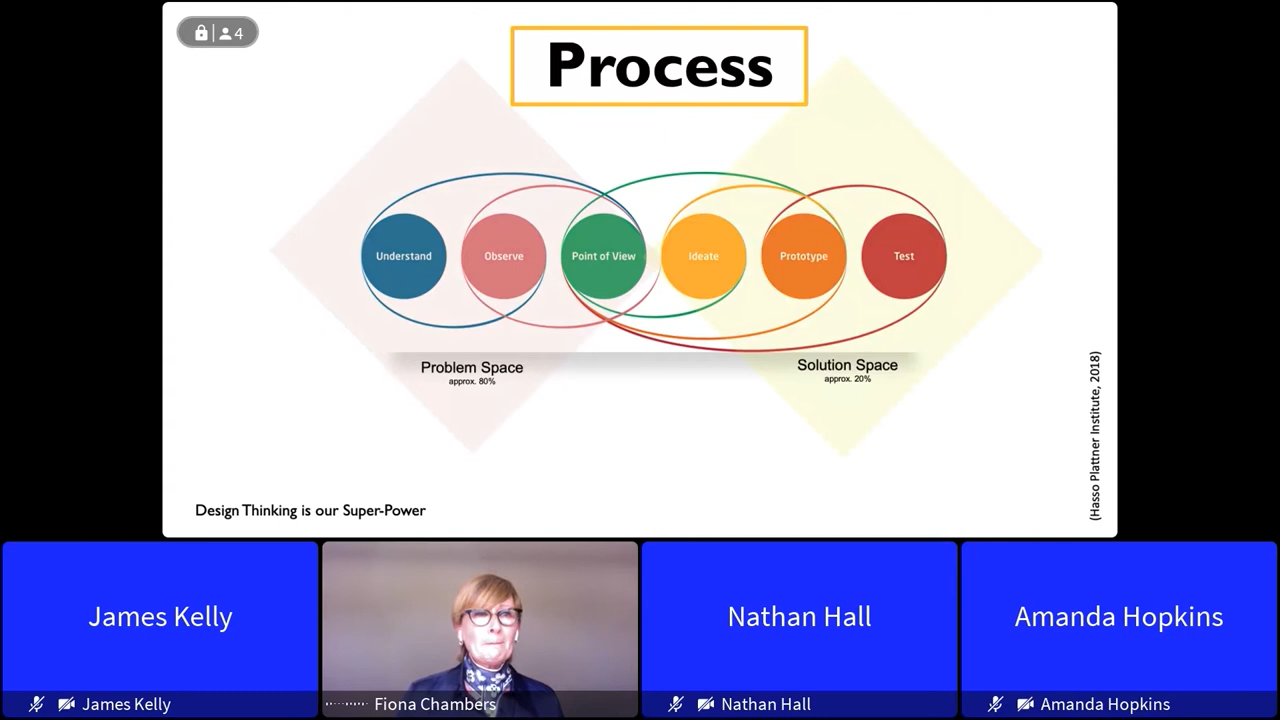 4
Process
Understand
Observe
Point of View
Ideate
Prototype
Test
Problem Space
approx. 80%
Solution Space
approx. 20%
(Hasso Plattner Institute, 2018)
Design Thinking is our Super-Power
James Kelly
Nathan Hall
Amanda Hopkins
James Kelly
Fiona Chambers
Nathan Hall
Amanda Hopkins